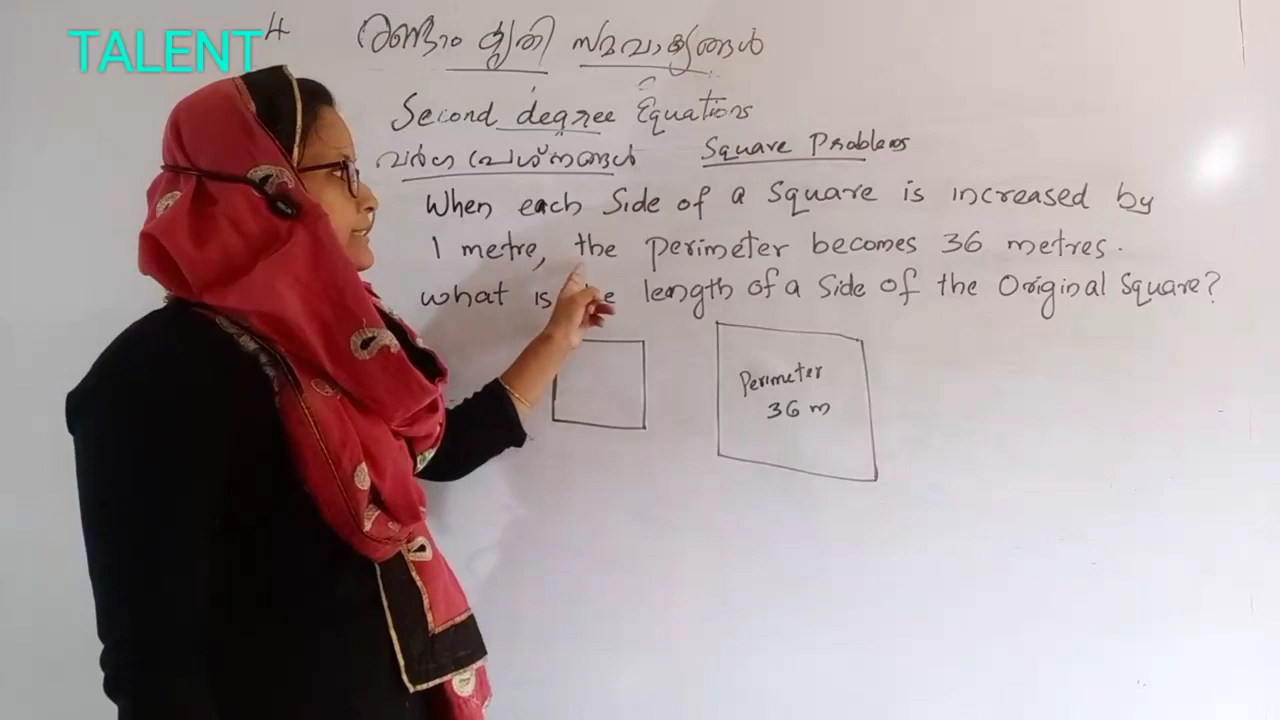 TALENT
4
രണ്ടാം കൃതി സമവാക്യങ്ങൾ
Second degree Equations
വർഗ പ്രശ്നങ്ങൾ Square Problems
When each Side of a Square is increased by
1 metre, the Perimeter becomes 36 metres.
what is the length of a Side of the Original Square?
Perimeter
36 m